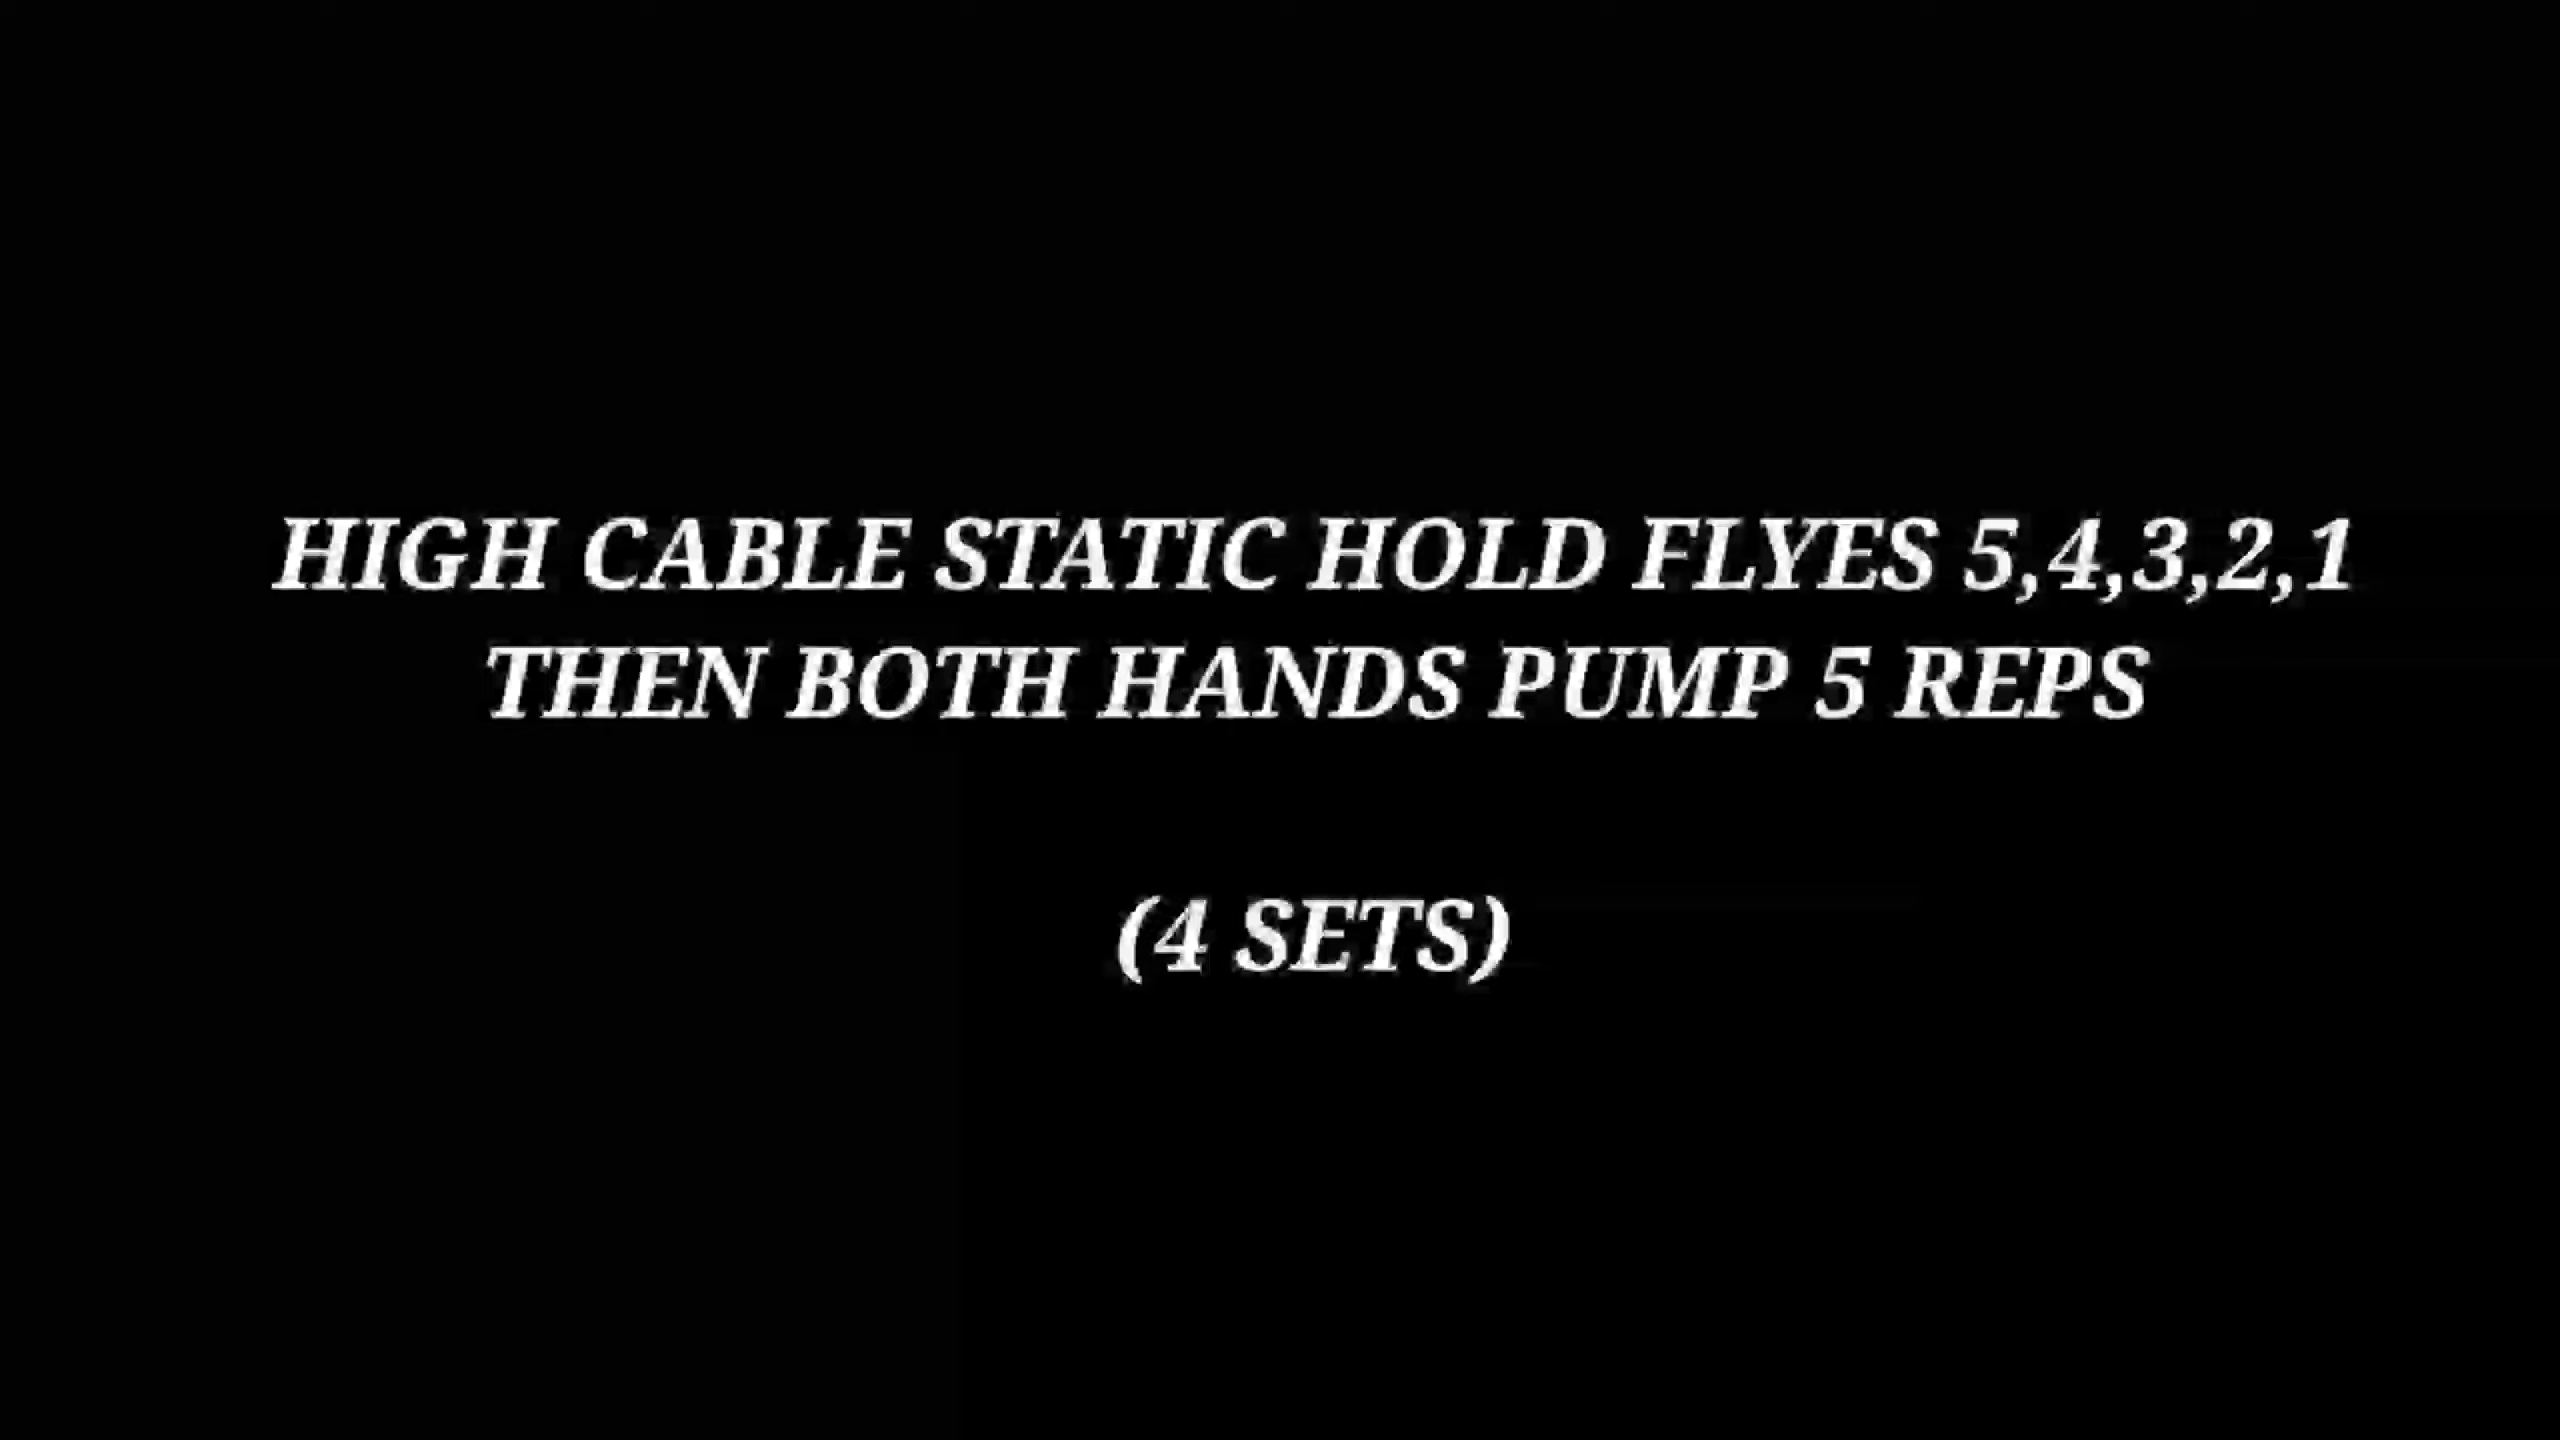 HIGH CABLE STATIC HOLD FLYES 5,4,3,2,1
THEN BOTH HANDS PUMP 5 REPS
(4 SETS)